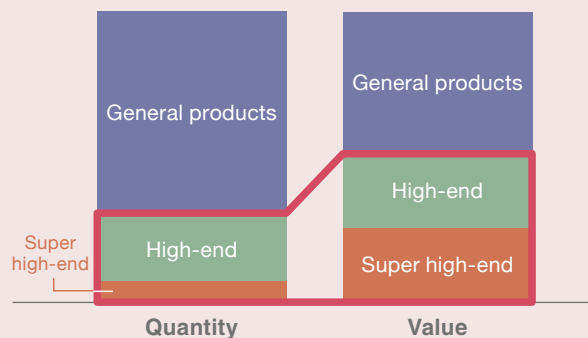 General products
General products
High-end
High-end
Super
high-end
Super high-end
Quantity
Value